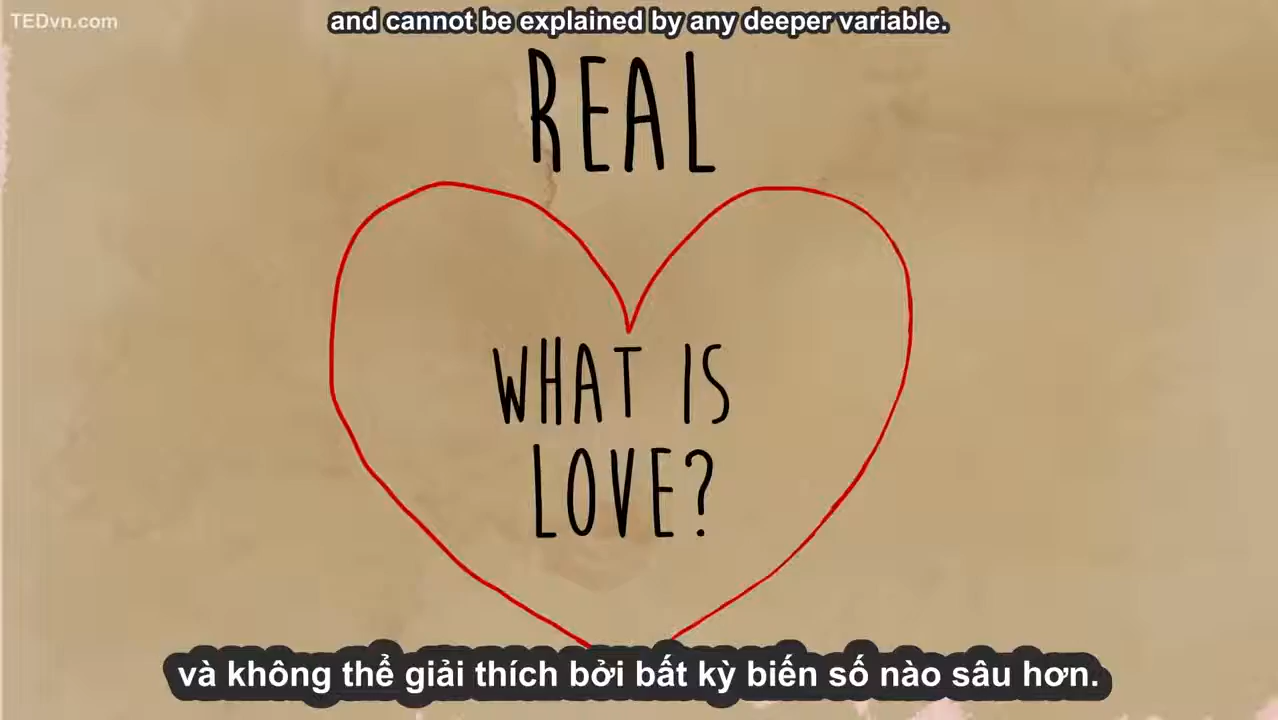 TEDvn.com
and cannot be explained by any deeper variable.
REAL
WHAT IS
LOVE?
và không thể giải thích bởi bất kỳ biến số nào sâu hơn.